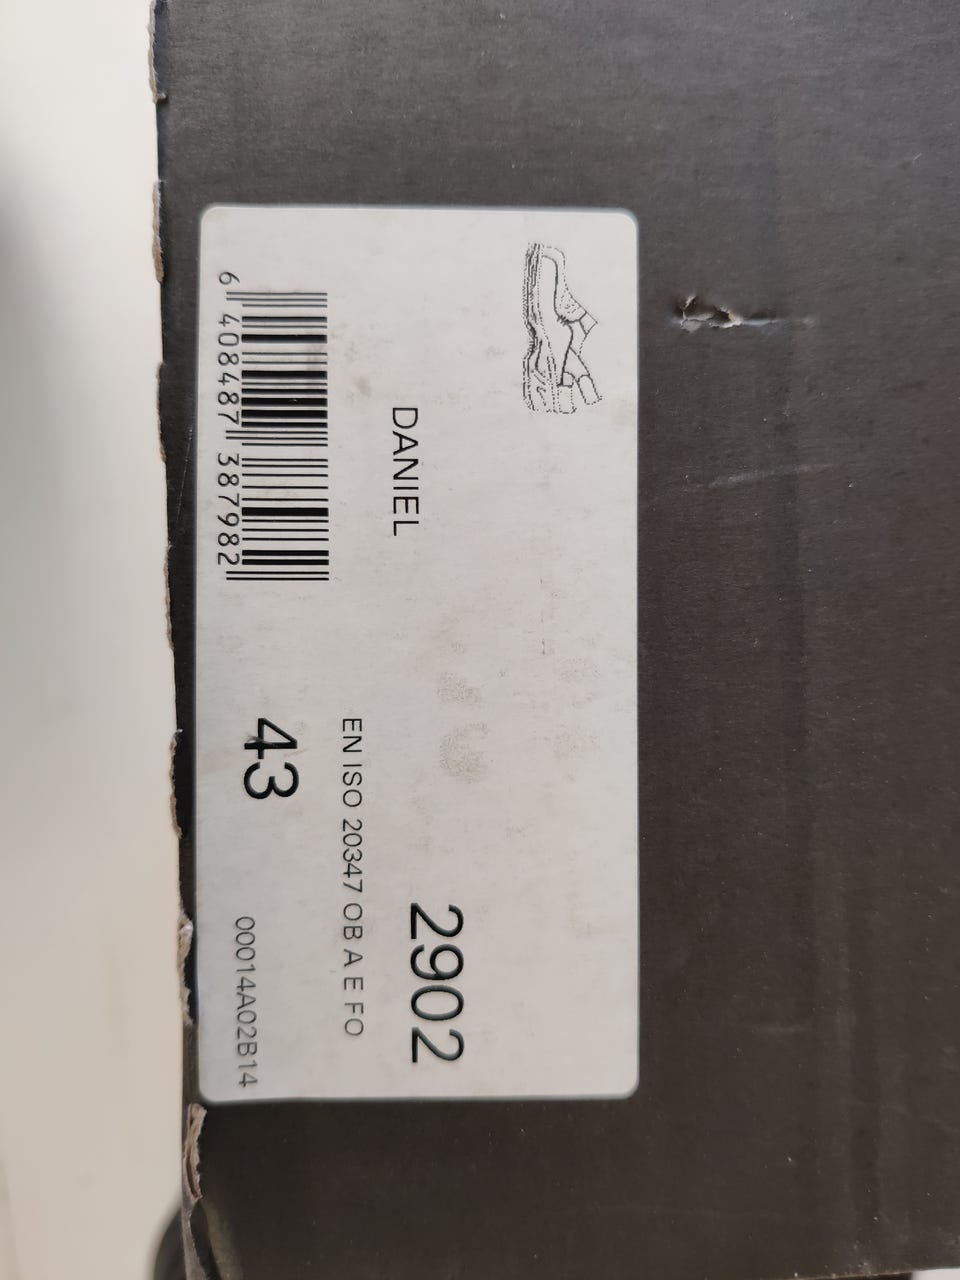 DANIEL
2902
EN ISO 20347 OB A E FO
6 408487 387982
43
00014A02B14